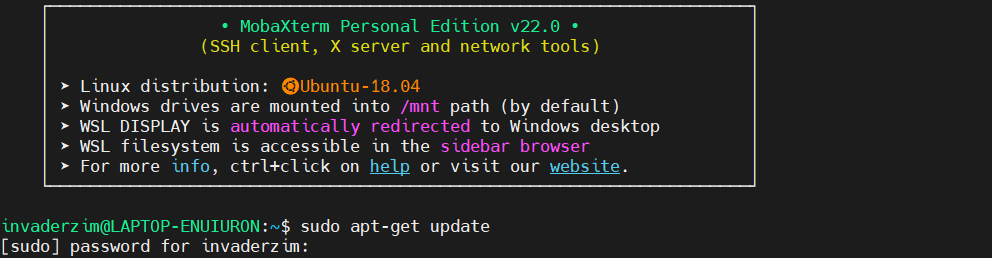 • MobaXterm Personal Edition v22.0 •
(SSH client, X server and network tools)
➤ Linux distribution: Ubuntu-18.04
➤ Windows drives are mounted into /mnt path (by default)
➤ WSL DISPLAY is automatically redirected to Windows desktop
➤ WSL filesystem is accessible in the sidebar browser
➤ For more info, ctrl+click on help or visit our website.
invaderzim@LAPTOP-ENUIURON:~$ sudo apt-get update
[sudo] password for invaderzim: